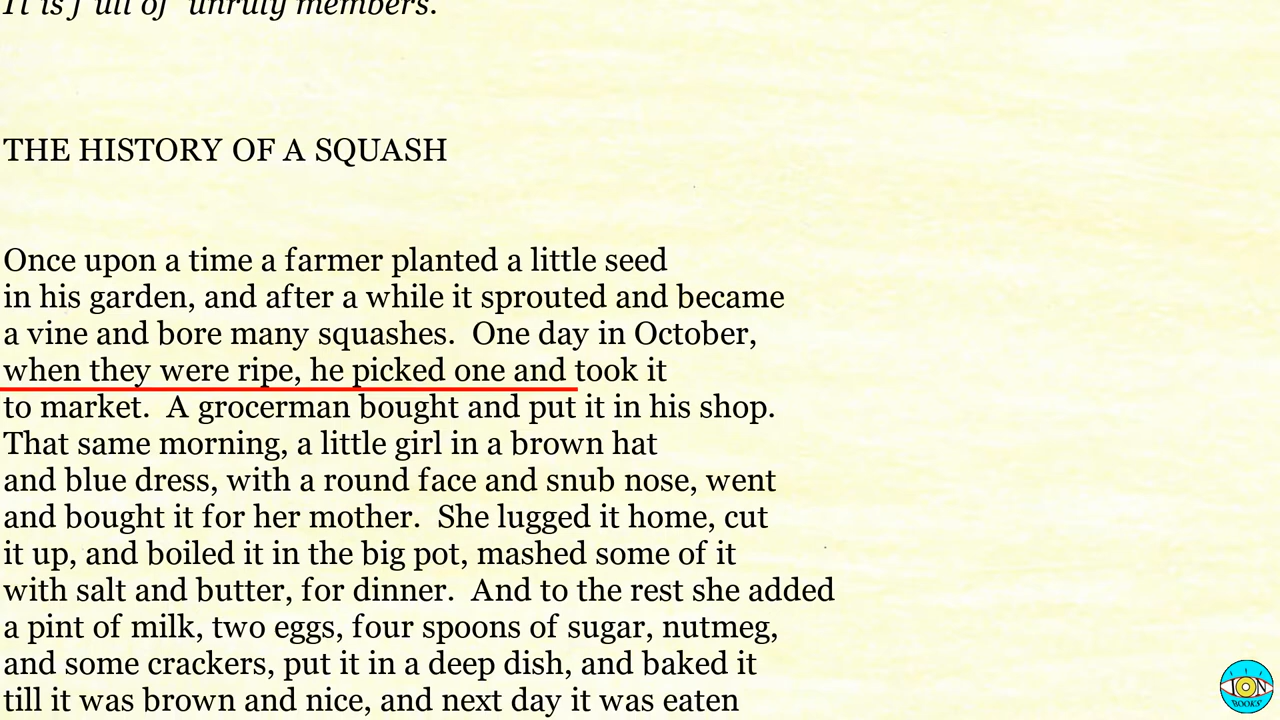 It is full of unruly members.
THE HISTORY OF A SQUASH
Once upon a time a farmer planted a little seed
in his garden, and after a while it sprouted and became
a vine and bore many squashes. One day in October,
when they were ripe, he picked one and took it
to market. A grocerman bought and put it in his shop.
That same morning, a little girl in a brown hat
and blue dress, with a round face and snub nose, went
and bought it for her mother. She lugged it home, cut
it up, and boiled it in the big pot, mashed some of it
with salt and butter, for dinner. And to the rest she added
a pint of milk, two eggs, four spoons of sugar, nutmeg,
and some crackers, put it in a deep dish, and baked it
till it was brown and nice, and next day it was eaten
ION
BOOKS